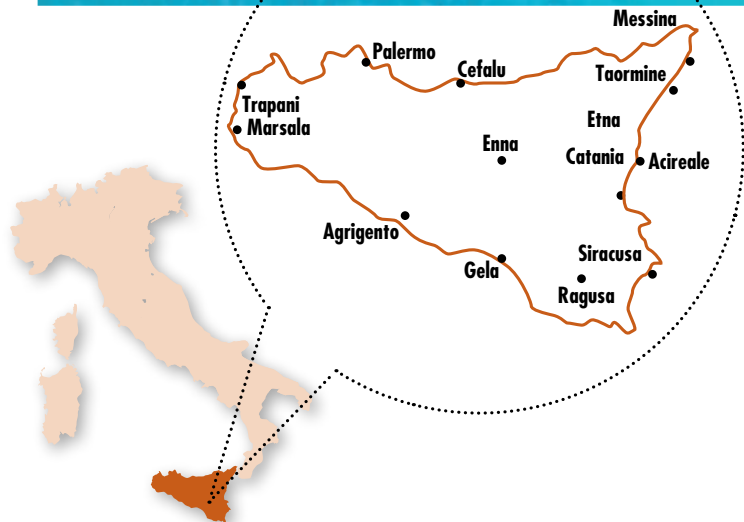 Messina
Palermo
Cefalu
Taormine
Trapani
Marsala
Etna
Enna
Catania
Acireale
Agrigento
Gela
Siracusa
Ragusa